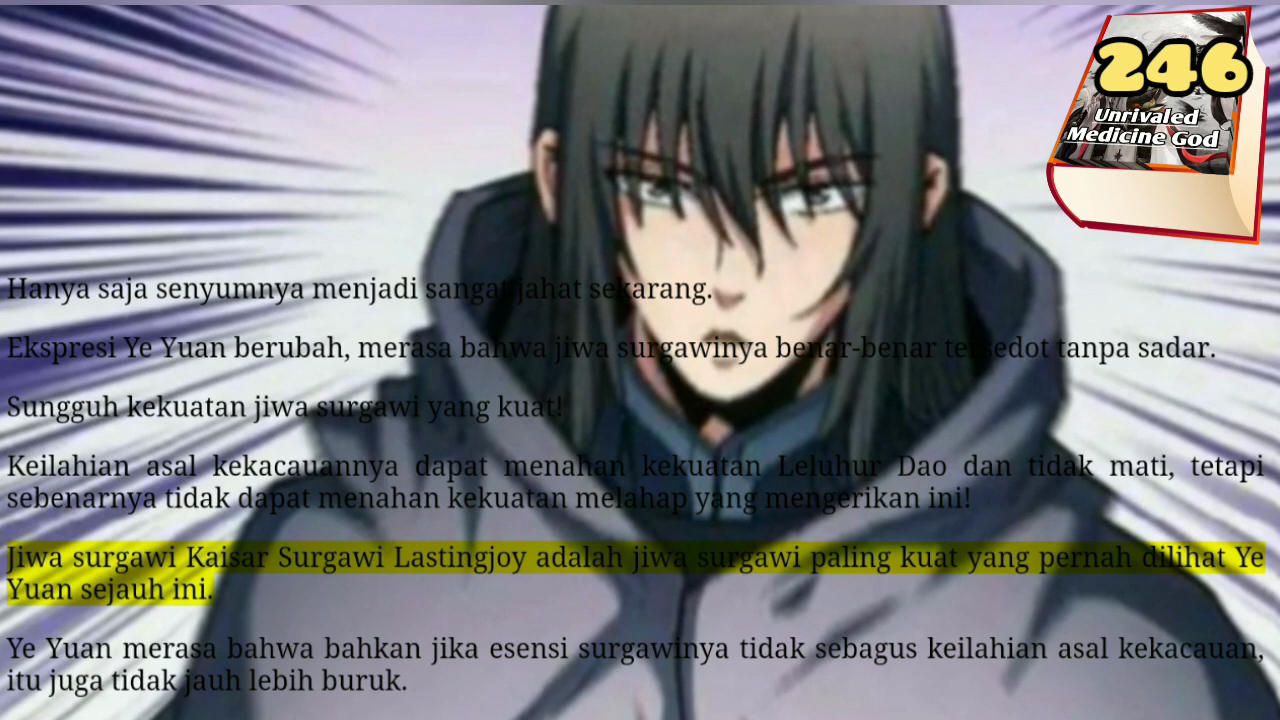 246
Unrivaled
Medicine God
Hanya saja senyumnya menjadi sangat jahat sekarang.
Ekspresi Ye Yuan berubah, merasa bahwa jiwa surgawinya benar-benar tersedot tanpa sadar.
Sungguh kekuatan jiwa surgawi yang kuat!
Keilahian asal kekacauannya dapat menahan kekuatan Leluhur Dao dan tidak mati, tetapi
sebenarnya tidak dapat menahan kekuatan melahap yang mengerikan ini!
Jiwa surgawi Kaisar Surgawi Lastingjoy adalah jiwa surgawi paling kuat yang pernah dilihat Ye
Yuan sejauh ini.
Ye Yuan merasa bahwa bahkan jika esensi surgawinya tidak sebagus keilahian asal kekacauan,
itu juga tidak jauh lebih buruk.